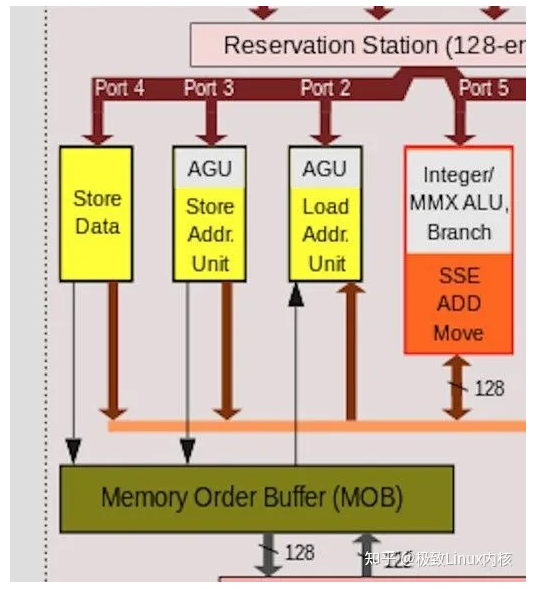 Reservation Station (128-en
Port 4
Port 3
Port 2
Port 5
Store
Data
AGU
Store
Addr.
Unit
AGU
Load
Addr.
Unit
Integer/
MMX ALU,
Branch
SSE
ADD
Move
128
Memory Order Buffer (MOB)
128
知乎 @极致Linux内核